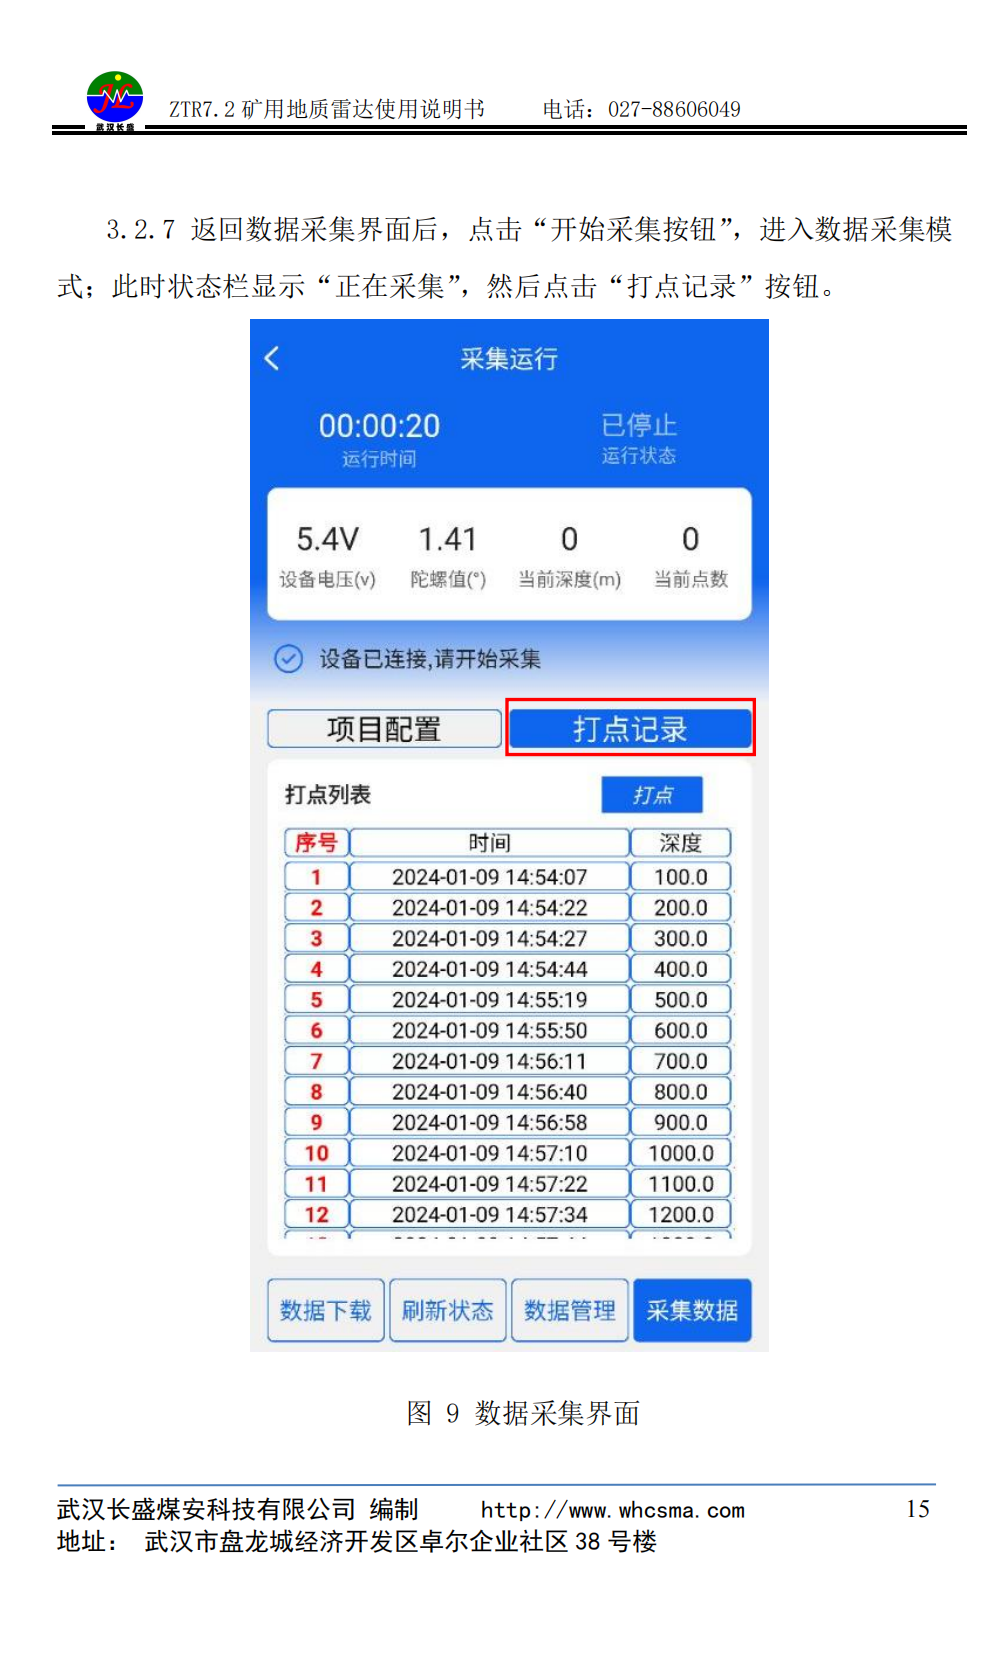 武汉长盛
ZTR7.2 矿用地质雷达使用说明书 电话：027-88606049
3.2.7 返回数据采集界面后，点击“开始采集按钮”，进入数据采集模
式；此时状态栏显示“正在采集”，然后点击“打点记录”按钮。
采集运行
00:00:20 已停止
运行时间 运行状态
5.4V 1.41 0 0
设备电压(v) 陀螺值(°) 当前深度(m) 当前点数
设备已连接,请开始采集
项目配置 打点记录
打点列表 打点
序号 时间 深度
1 2024-01-09 14:54:07 100.0
2 2024-01-09 14:54:22 200.0
3 2024-01-09 14:54:27 300.0
4 2024-01-09 14:54:44 400.0
5 2024-01-09 14:55:19 500.0
6 2024-01-09 14:55:50 600.0
7 2024-01-09 14:56:11 700.0
8 2024-01-09 14:56:40 800.0
9 2024-01-09 14:56:58 900.0
10 2024-01-09 14:57:10 1000.0
11 2024-01-09 14:57:22 1100.0
12 2024-01-09 14:57:34 1200.0
数据下载 刷新状态 数据管理 采集数据
图 9 数据采集界面
武汉长盛煤安科技有限公司 编制 http://www.whcsma.com 15
地址： 武汉市盘龙城经济开发区卓尔企业社区 38 号楼